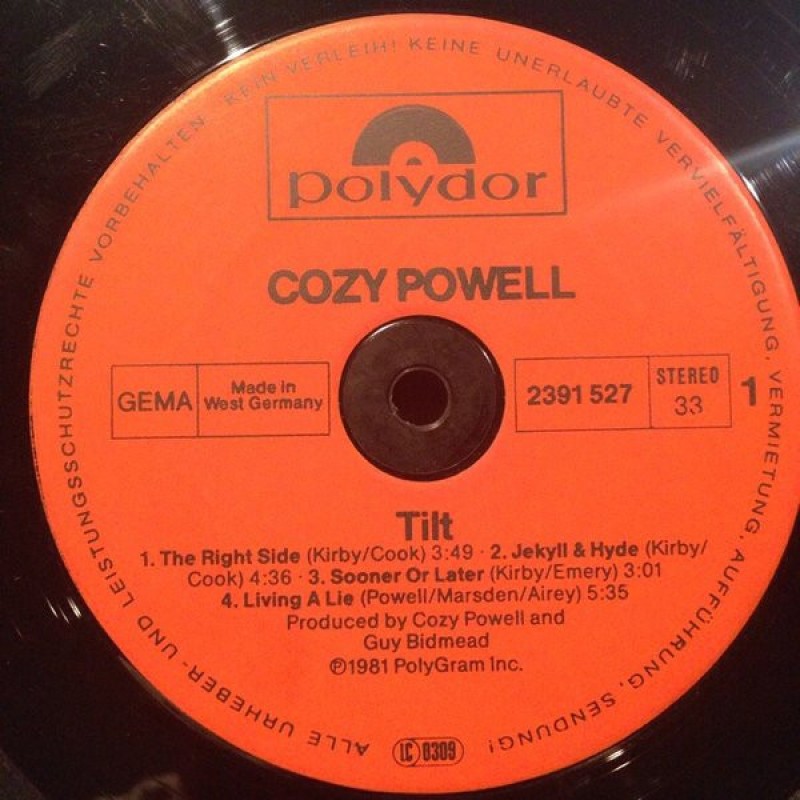 ALLE URHEBER- UND LEISTUNGSSCHUTZRECHTE VORBEHALTEN · KEIN VERLEIH! KEINE UNERLAUBTE VERVIELFÄLTIGUNG, VERMIETUNG, AUFFÜHRUNG, SENDUNG!
polydor
COZY POWELL
GEMA
Made in
West Germany
2391 527
STEREO
33
1
Tilt
1. The Right Side (Kirby/Cook) 3:49 · 2. Jekyll & Hyde (Kirby/
Cook) 4:36 · 3. Sooner Or Later (Kirby/Emery) 3:01
4. Living A Lie (Powell/Marsden/Airey) 5:35
Produced by Cozy Powell and
Guy Bidmead
℗1981 PolyGram Inc.
LC 0309